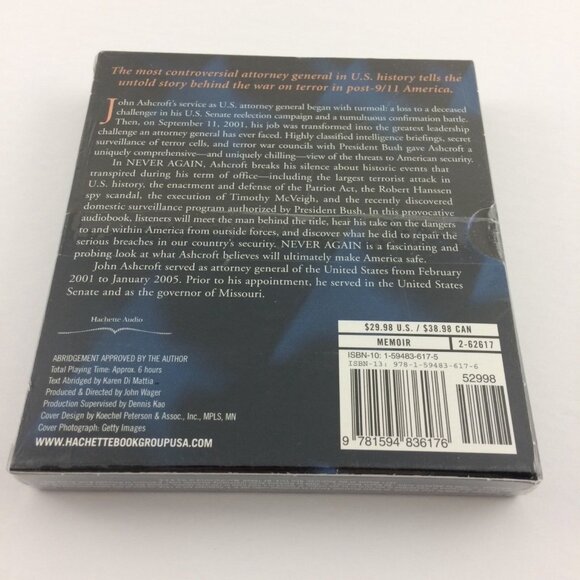 The most controversial attorney general in U.S. history tells the
untold story behind the war on terror in post-9/11 America.
John Ashcroft's service as U.S. attorney general began with turmoil: a loss to a deceased
challenger in his U.S. Senate reelection campaign and a tumultuous confirmation battle.
Then, on September 11, 2001, his job was transformed into the greatest leadership
challenge an attorney general has ever faced. Highly classified intelligence briefings, secret
surveillance of terror cells, and terror war councils with President Bush gave Ashcroft a
uniquely comprehensive—and uniquely chilling—view of the threats to American security.
In NEVER AGAIN, Ashcroft breaks his silence about historic events that
transpired during his term of office—including the largest terrorist attack in
U.S. history, the enactment and defense of the Patriot Act, the Robert Hanssen
spy scandal, the execution of Timothy McVeigh, and the recently discovered
domestic surveillance program authorized by President Bush. In this provocative
audiobook, listeners will meet the man behind the title, hear his take on the dangers
to and within America from outside forces, and discover what he did to repair the
serious breaches in our country's security. NEVER AGAIN is a fascinating and
probing look at what Ashcroft believes will ultimately make America safe.
John Ashcroft served as attorney general of the United States from February
2001 to January 2005. Prior to his appointment, he served in the United States
Senate and as the governor of Missouri.
Hachette Audio
ABRIDGEMENT APPROVED BY THE AUTHOR
Total Playing Time: Approx. 6 hours
Text Abridged by Karen Di Mattia
Produced & Directed by John Wager
Production Supervised by Dennis Kao
Cover Design by Koechel Peterson & Assoc., Inc., MPLS, MN
Cover Photograph: Getty Images
WWW.HACHETTEBOOKGROUPUSA.COM
$29.98 U.S. / $38.98 CAN
MEMOIR 2-62617
ISBN-10: 1-59483-617-5
ISBN-13: 978-1-59483-617-6
52998
9 781594 836176